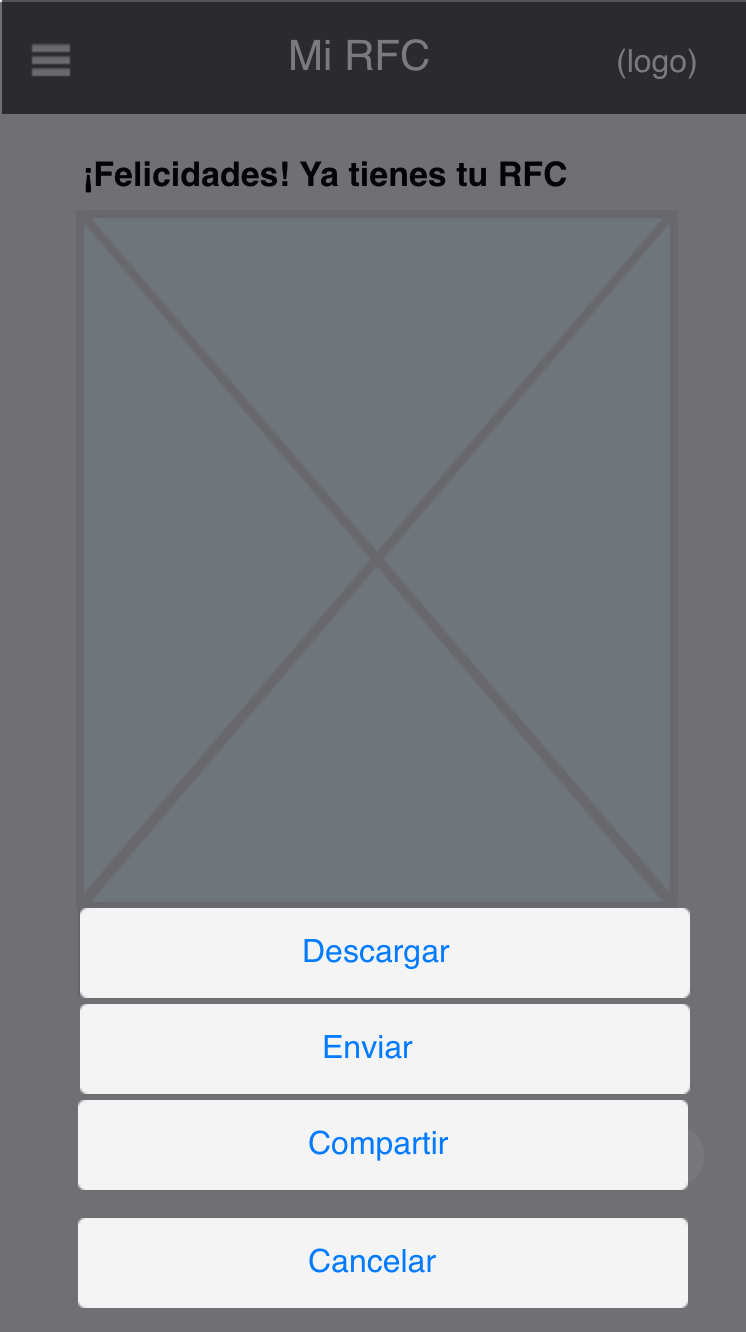 Mi RFC
(logo)
¡Felicidades! Ya tienes tu RFC
Descargar
Enviar
Compartir
Cancelar